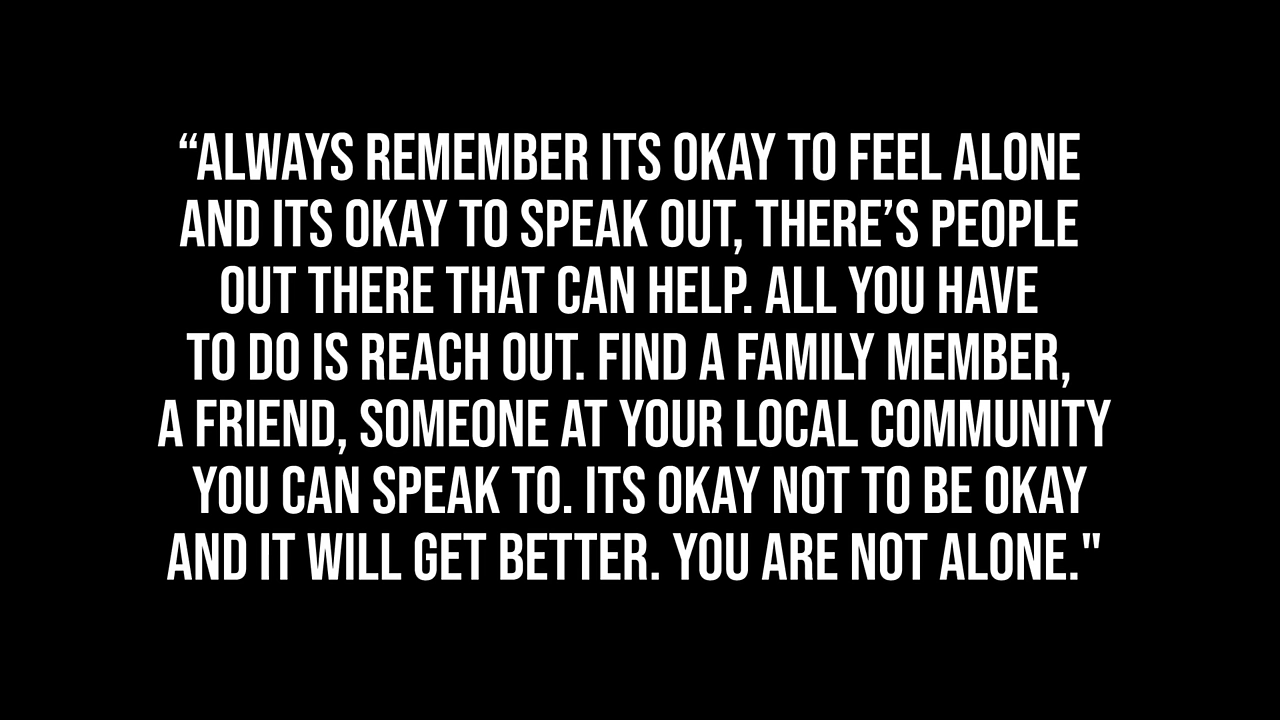 “ALWAYS REMEMBER ITS OKAY TO FEEL ALONE
AND ITS OKAY TO SPEAK OUT, THERE’S PEOPLE
OUT THERE THAT CAN HELP. ALL YOU HAVE
TO DO IS REACH OUT. FIND A FAMILY MEMBER,
A FRIEND, SOMEONE AT YOUR LOCAL COMMUNITY
YOU CAN SPEAK TO. ITS OKAY NOT TO BE OKAY
AND IT WILL GET BETTER. YOU ARE NOT ALONE."